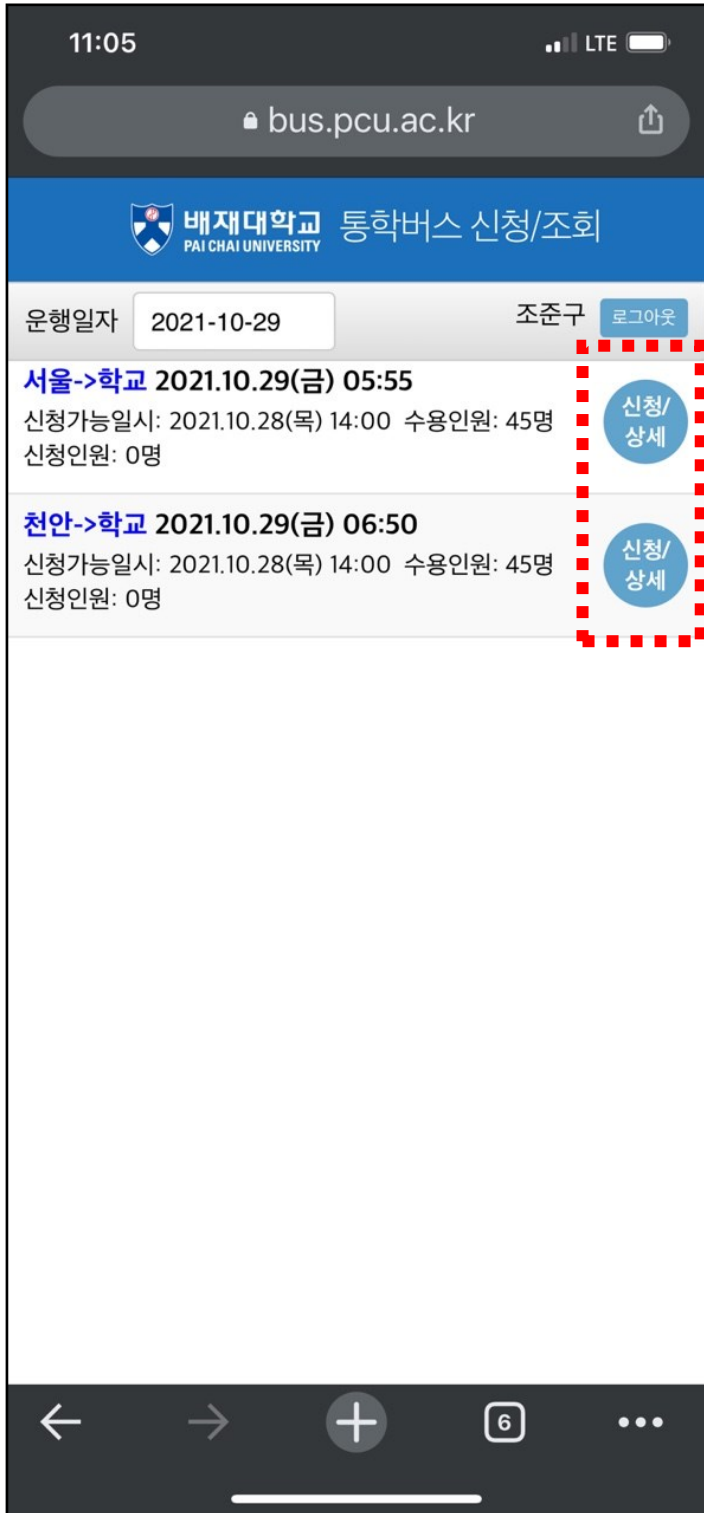 11:05 LTE
bus.pcu.ac.kr
배재대학교 통학버스 신청/조회
PAI CHAI UNIVERSITY
운행일자 2021-10-29 조준구 로그아웃
서울->학교 2021.10.29(금) 05:55
신청가능일시: 2021.10.28(목) 14:00 수용인원: 45명
신청인원: 0명
신청/
상세
천안->학교 2021.10.29(금) 06:50
신청가능일시: 2021.10.28(목) 14:00 수용인원: 45명
신청인원: 0명
신청/
상세
6